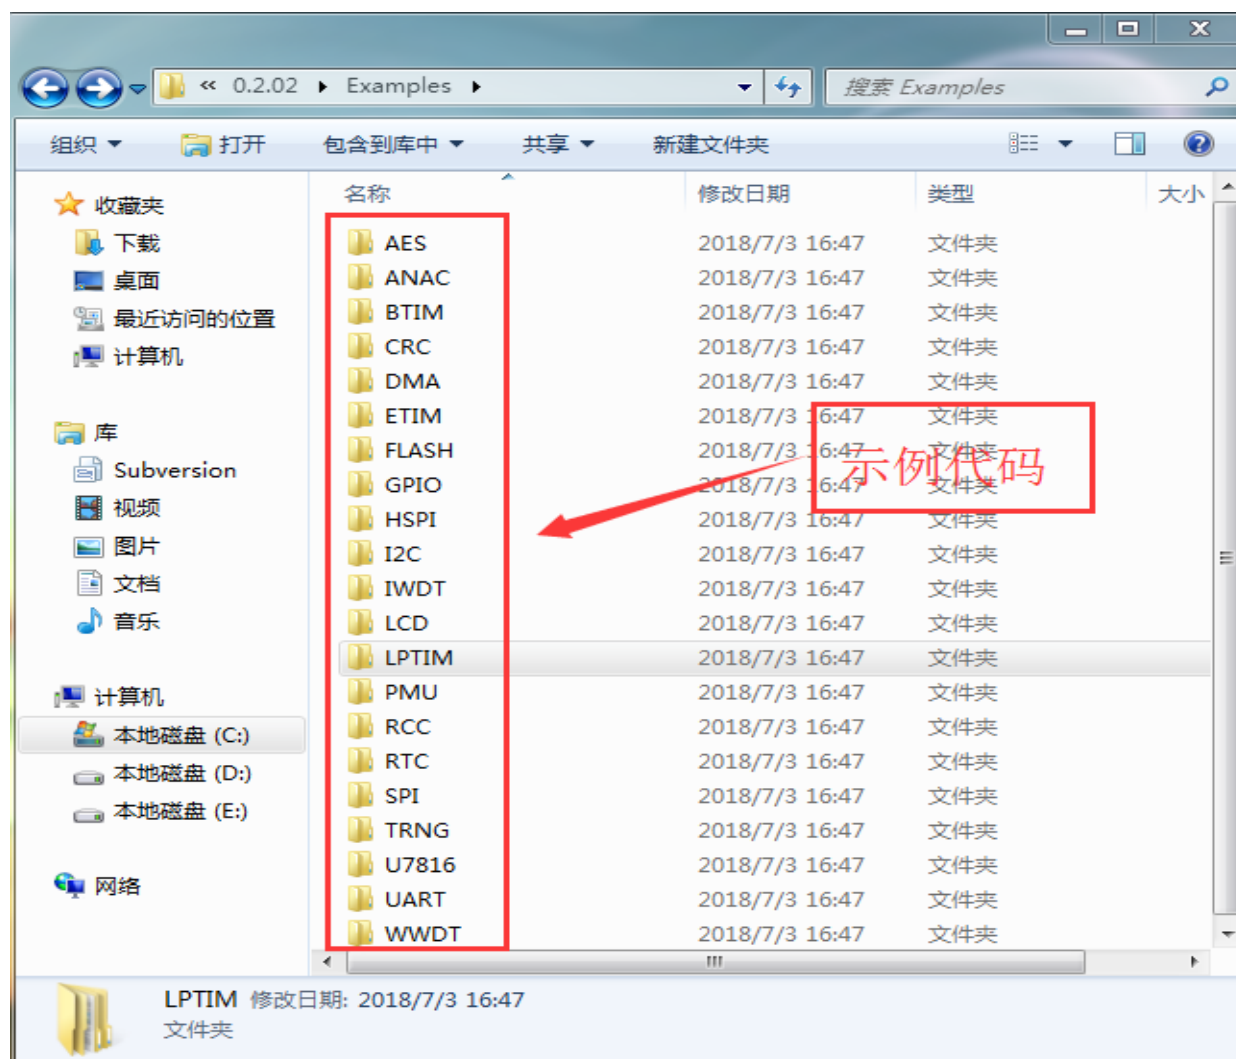 « 0.2.02 Examples
搜索 Examples
组织 打开 包含到库中 共享 新建文件夹
名称 修改日期 类型 大小
收藏夹
下载
桌面
最近访问的位置
计算机
库
Subversion
视频
图片
文档
音乐
计算机
本地磁盘 (C:)
本地磁盘 (D:)
本地磁盘 (E:)
网络
AES 2018/7/3 16:47 文件夹
ANAC 2018/7/3 16:47 文件夹
BTIM 2018/7/3 16:47 文件夹
CRC 2018/7/3 16:47 文件夹
DMA 2018/7/3 16:47 文件夹
ETIM 2018/7/3 16:47 文件夹
FLASH 2018/7/3 16:47 文件夹
GPIO 2018/7/3 16:47 文件夹
HSPI 2018/7/3 16:47 文件夹
I2C 2018/7/3 16:47 文件夹
IWDT 2018/7/3 16:47 文件夹
LCD 2018/7/3 16:47 文件夹
LPTIM 2018/7/3 16:47 文件夹
PMU 2018/7/3 16:47 文件夹
RCC 2018/7/3 16:47 文件夹
RTC 2018/7/3 16:47 文件夹
SPI 2018/7/3 16:47 文件夹
TRNG 2018/7/3 16:47 文件夹
U7816 2018/7/3 16:47 文件夹
UART 2018/7/3 16:47 文件夹
WWDT 2018/7/3 16:47 文件夹
示例代码
LPTIM 修改日期: 2018/7/3 16:47
文件夹